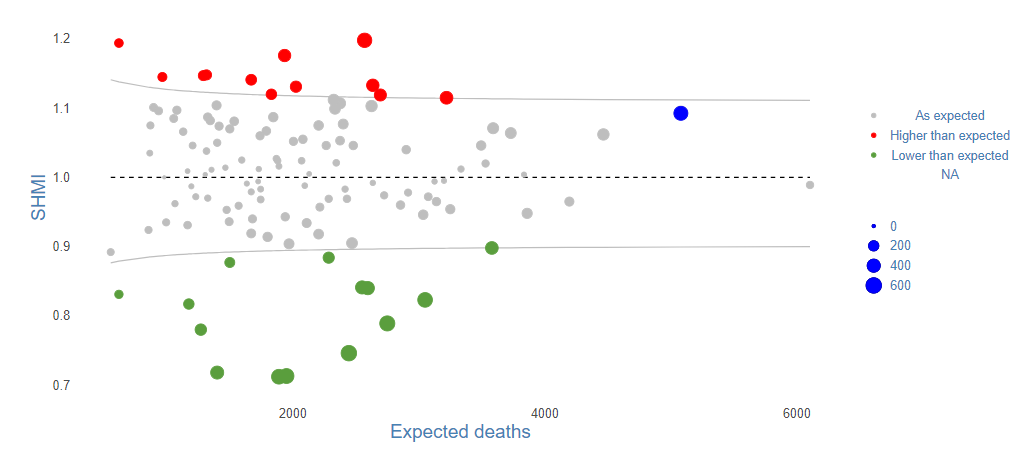 1.2
1.1
1.0
0.9
0.8
0.7
SHMI
2000
4000
6000
Expected deaths
As expected
Higher than expected
Lower than expected
NA
0
200
400
600